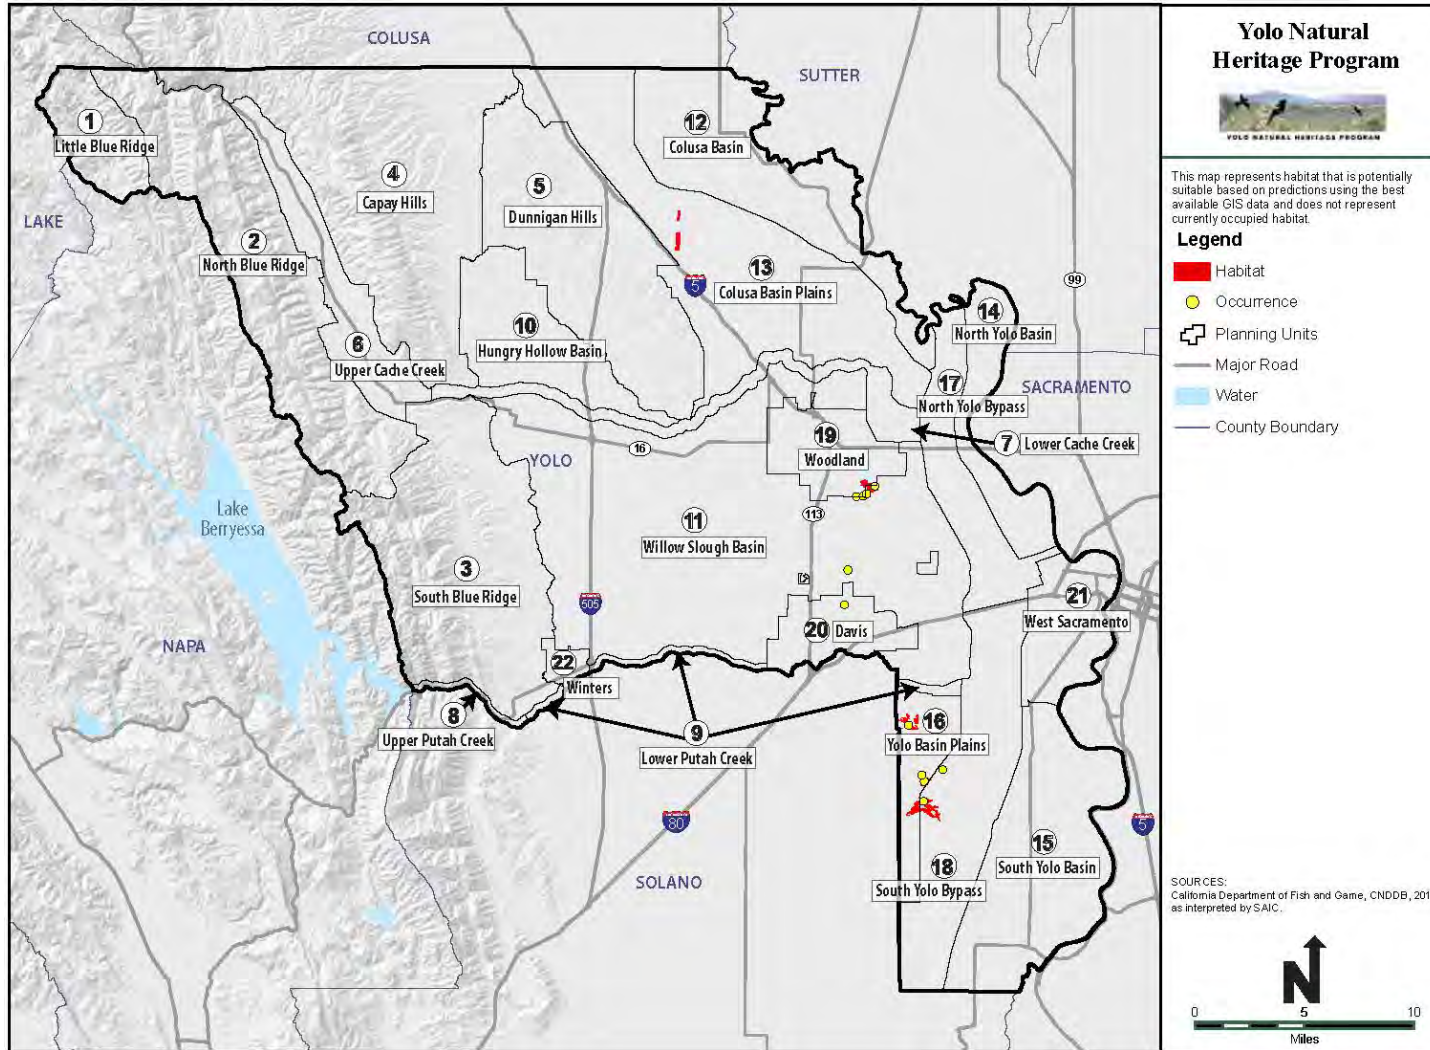 COLUSA
SUTTER
LAKE
1
Little Blue Ridge
12
Colusa Basin
4
Capay Hills
5
Dunnigan Hills
2
North Blue Ridge
13
Colusa Basin Plains
5
99
14
North Yolo Basin
10
Hungry Hollow Basin
6
Upper Cache Creek
17
North Yolo Bypass
SACRAMENTO
7
Lower Cache Creek
19
Woodland
16
YOLO
Lake
Berryessa
11
Willow Slough Basin
113
3
South Blue Ridge
505
21
West Sacramento
20
Davis
NAPA
22
Winters
8
Upper Putah Creek
9
Lower Putah Creek
16
Yolo Basin Plains
80
5
15
South Yolo Basin
18
South Yolo Bypass
SOLANO
Yolo Natural
Heritage Program
YOLO NATURAL HERITAGE PROGRAM
This map represents habitat that is potentially
suitable based on predictions using the best
available GIS data and does not represent
currently occupied habitat.
Legend
Habitat
Occurrence
Planning Units
Major Road
Water
County Boundary
SOURCES:
California Department of Fish and Game, CNDDB, 201
as interpreted by SAIC.
N
0 5 10
Miles